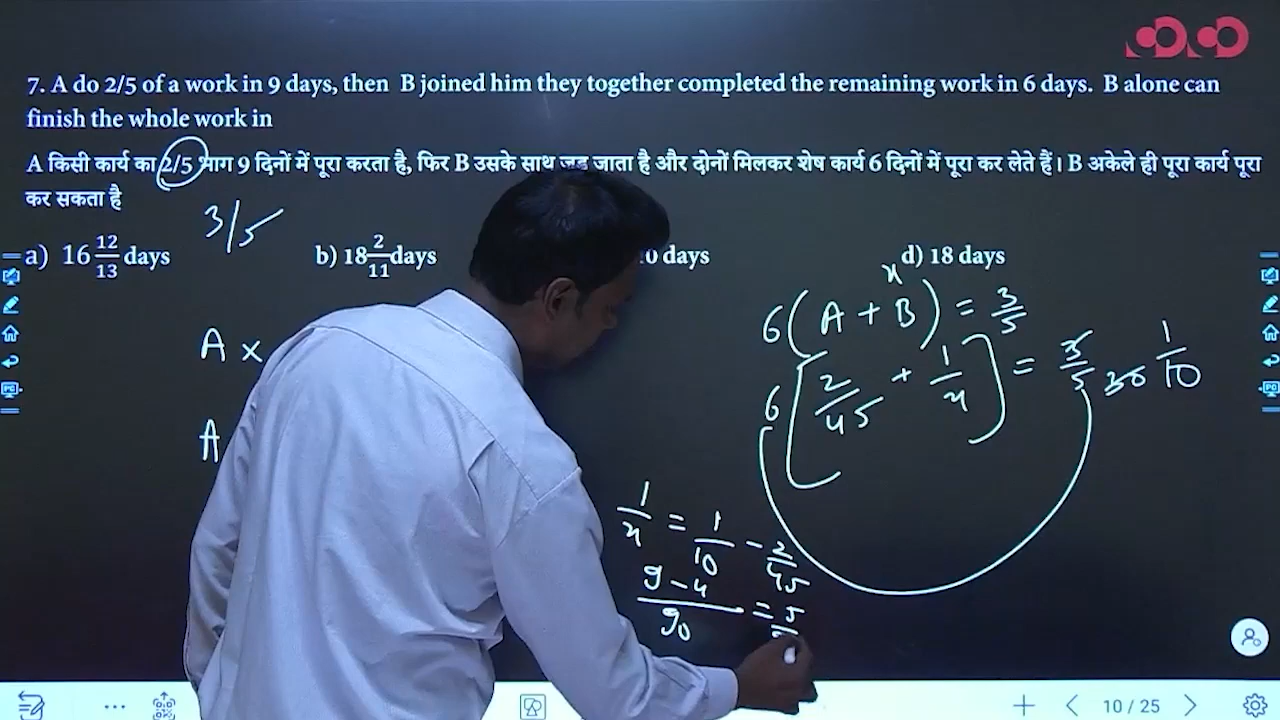 7. A do 2/5 of a work in 9 days, then B joined him they together completed the remaining work in 6 days. B alone can
finish the whole work in
A किसी कार्य का 2/5 भाग 9 दिनों में पूरा करता है, फिर B उसके साथ जुड़ जाता है और दोनों मिलकर शेष कार्य 6 दिनों में पूरा कर लेते हैं। B अकेले ही पूरा कार्य पूरा
कर सकता है
3/5
a) 16 12/13 days b) 18 2/11 days 0 days d) 18 days
x
6(A + B) = 3/5
A ×
6[2/45 + 1/x] = 3/5 1/10
A
1/x = 1/10 - 2/45
9-4/90 = 5
10 / 25